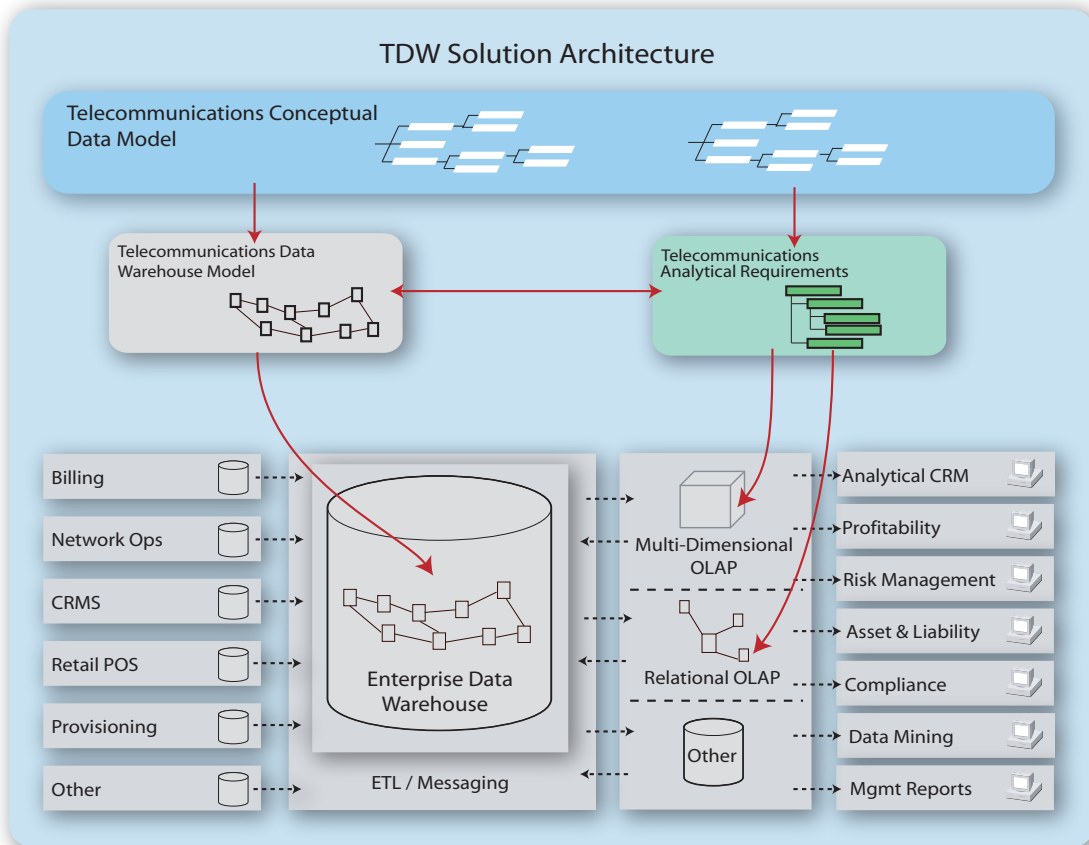 TDW Solution Architecture
Telecommunications Conceptual
Data Model
Telecommunications Data
Warehouse Model
Telecommunications
Analytical Requirements
Billing
Network Ops
CRMS
Retail POS
Provisioning
Other
Enterprise Data
Warehouse
ETL / Messaging
Multi-Dimensional
OLAP
Relational OLAP
Other
Analytical CRM
Profitability
Risk Management
Asset & Liability
Compliance
Data Mining
Mgmt Reports